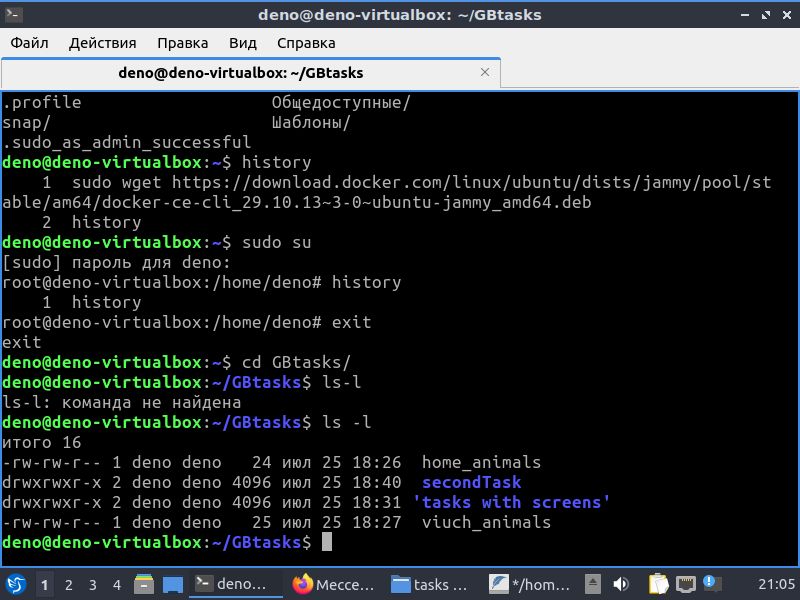 deno@deno-virtualbox: ~/GBtasks
Файл Действия Правка Вид Справка
deno@deno-virtualbox: ~/GBtasks
.profile Общедоступные/
snap/ Шаблоны/
.sudo_as_admin_successful
deno@deno-virtualbox:~$ history
1 sudo wget https://download.docker.com/linux/ubuntu/dists/jammy/pool/st
able/am64/docker-ce-cli_29.10.13~3-0~ubuntu-jammy_amd64.deb
2 history
deno@deno-virtualbox:~$ sudo su
[sudo] пароль для deno:
root@deno-virtualbox:/home/deno# history
1 history
root@deno-virtualbox:/home/deno# exit
exit
deno@deno-virtualbox:~$ cd GBtasks/
deno@deno-virtualbox:~/GBtasks$ ls-l
ls-l: команда не найдена
deno@deno-virtualbox:~/GBtasks$ ls -l
итого 16
-rw-rw-r-- 1 deno deno 24 июл 25 18:26 home_animals
drwxrwxr-x 2 deno deno 4096 июл 25 18:40 secondTask
drwxrwxr-x 2 deno deno 4096 июл 25 18:31 'tasks with screens'
-rw-rw-r-- 1 deno deno 25 июл 25 18:27 viuch_animals
deno@deno-virtualbox:~/GBtasks$
1 2 3 4 deno... Мессе... tasks ... */hom... 21:05